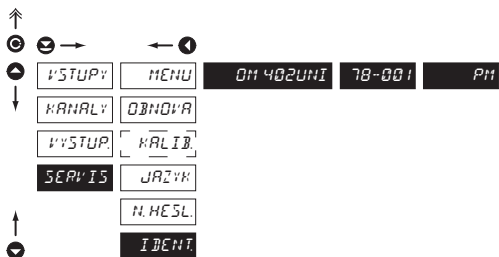 VSTUPY MENU OM 402UNI 78-001 PM
KANALY OBNOVA
VYSTUP. KALIB.
SERVIS JAZYK
N. HESL.
IDENT.